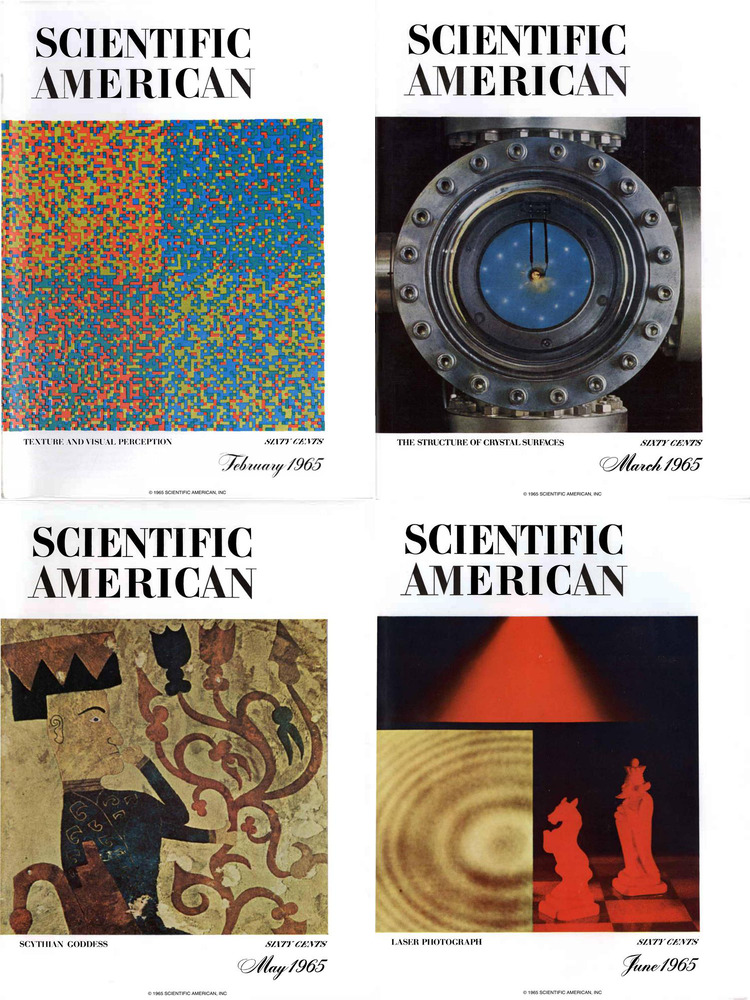 SCIENTIFIC
AMERICAN
TEXTURE AND VISUAL PERCEPTION
SIXTY CENTS
February 1965
© 1965 SCIENTIFIC AMERICAN, INC
SCIENTIFIC
AMERICAN
THE STRUCTURE OF CRYSTAL SURFACES
SIXTY CENTS
March 1965
© 1965 SCIENTIFIC AMERICAN, INC
SCIENTIFIC
AMERICAN
SCYTHIAN GODDESS
SIXTY CENTS
May 1965
© 1965 SCIENTIFIC AMERICAN, INC
SCIENTIFIC
AMERICAN
LASER PHOTOGRAPH
SIXTY CENTS
June 1965
© 1965 SCIENTIFIC AMERICAN, INC